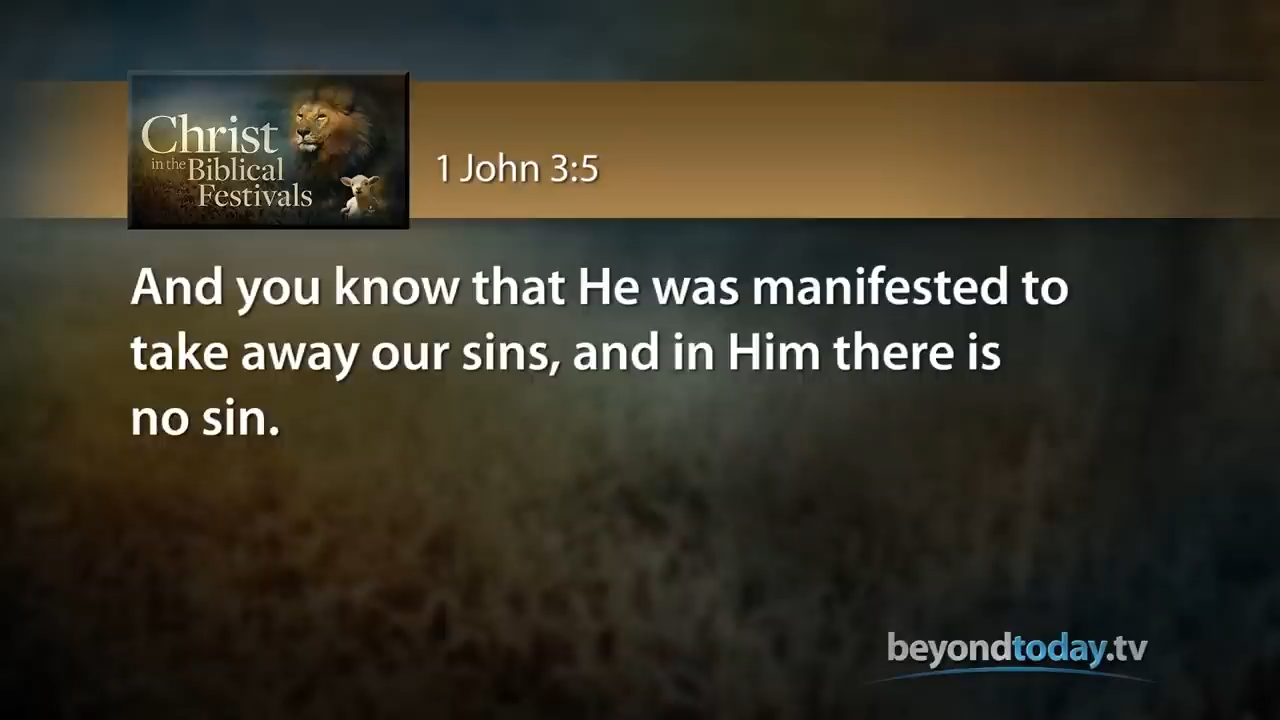 Christ
in the Biblical
Festivals
1 John 3:5
And you know that He was manifested to
take away our sins, and in Him there is
no sin.
beyondtoday.tv